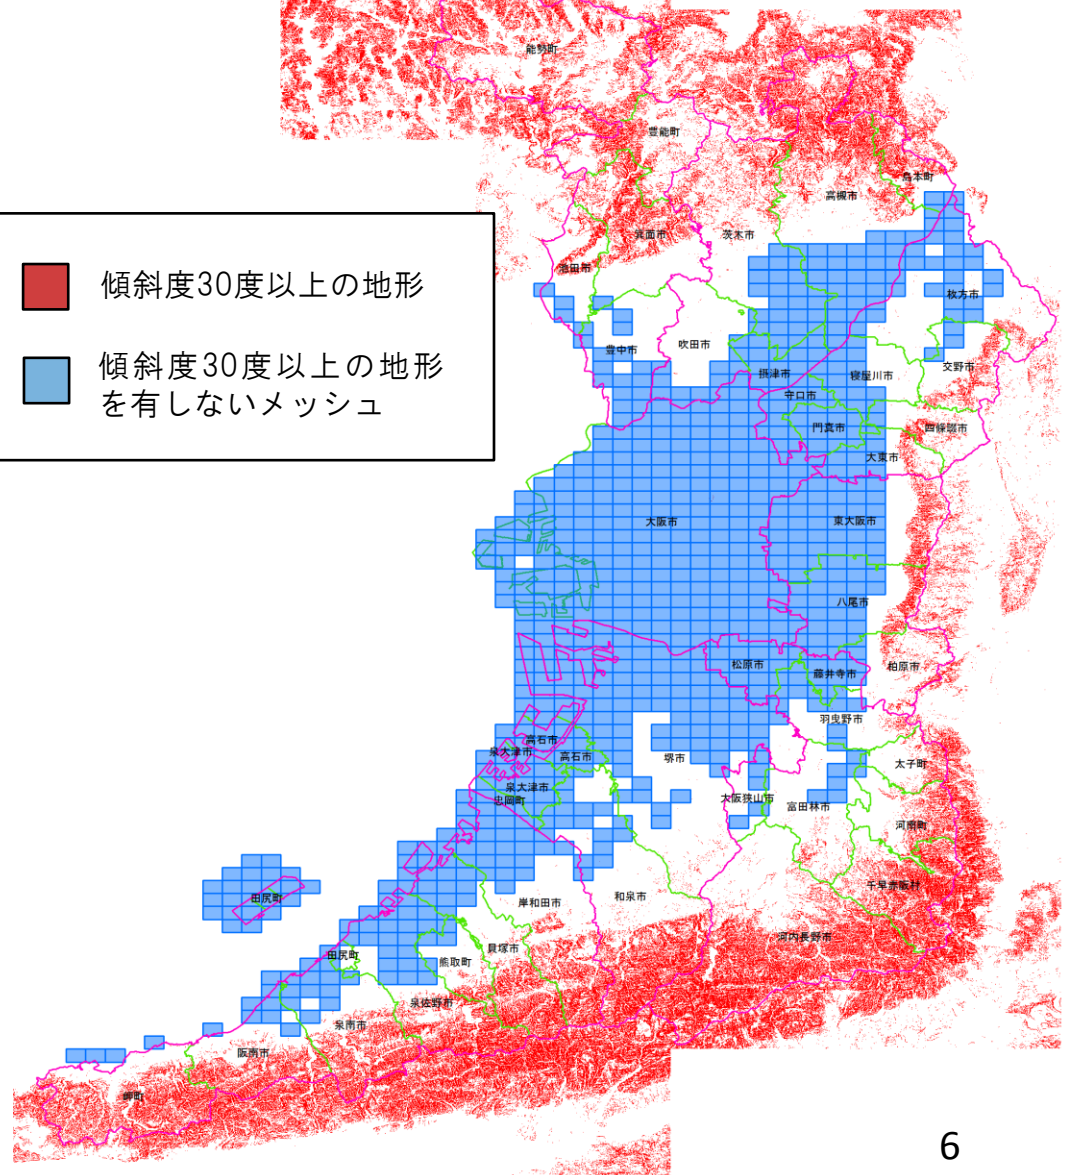 能勢町
豊能町
島本町
高槻市
茨木市
箕面市
池田市
傾斜度30度以上の地形
枚方市
吹田市
豊中市
傾斜度30度以上の地形
を有しないメッシュ
交野市
摂津市
寝屋川市
守口市
門真市
四條畷市
大東市
大阪市
東大阪市
八尾市
松原市
柏原市
藤井寺市
羽曳野市
高石市
泉大津市
高石市
堺市
太子町
泉大津市
忠岡町
大阪狭山市
富田林市
河南町
千早赤阪村
田尻町
和泉市
岸和田市
河内長野市
貝塚市
田尻町
熊取町
泉佐野市
泉南市
阪南市
岬町
6